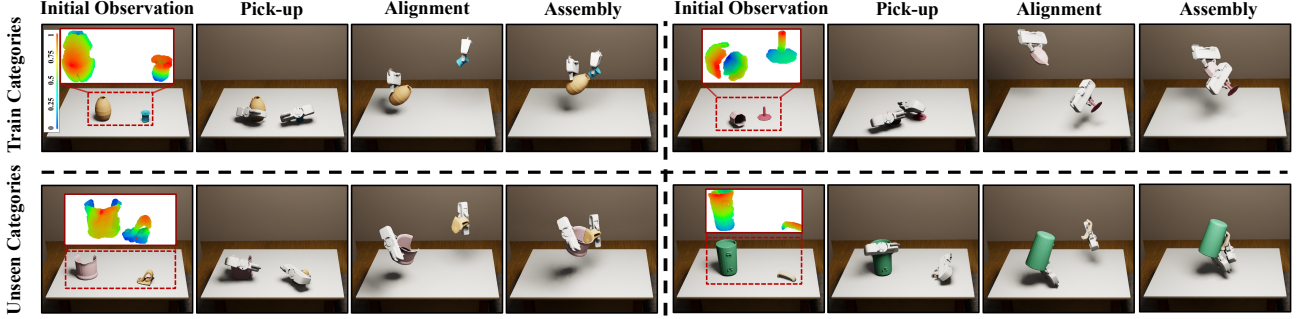 Initial Observation Pick-up Alignment Assembly Initial Observation Pick-up Alignment Assembly
Train Categories
1
0.75
0.5
0.25
0
Unseen Categories